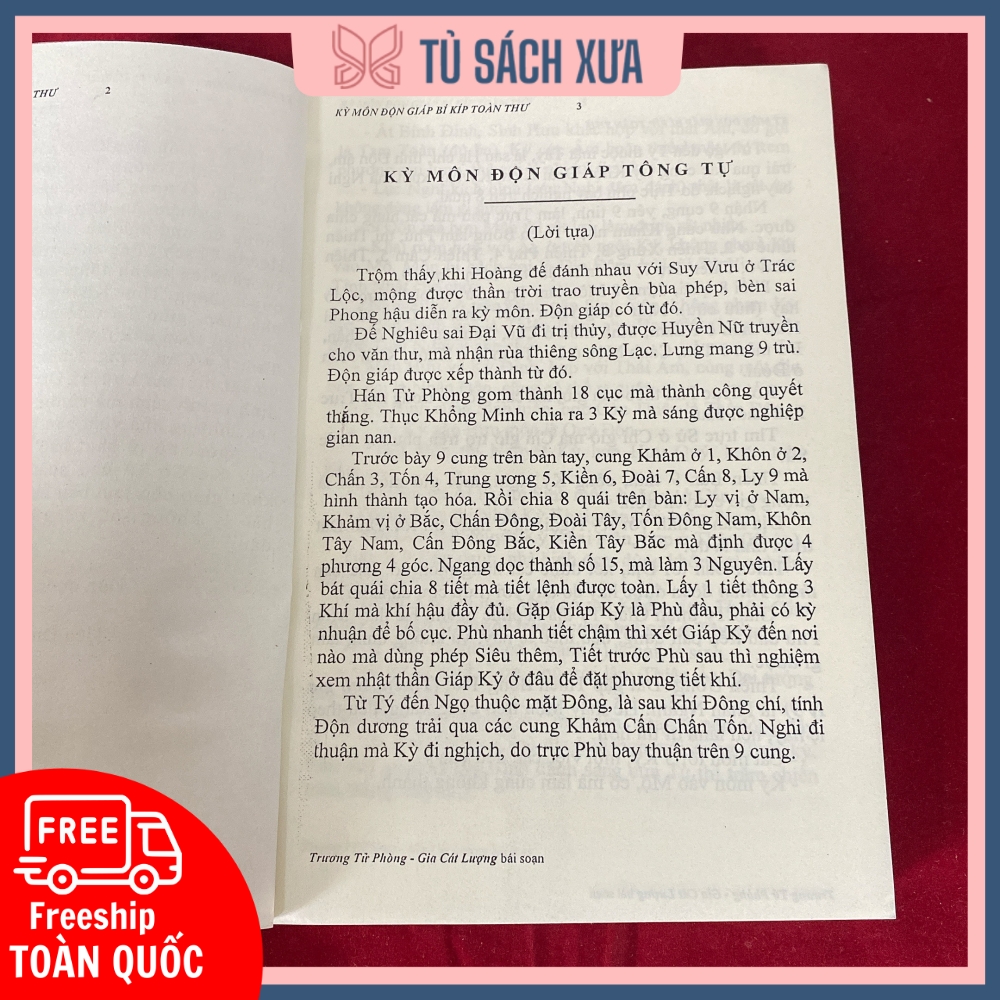 TỦ SÁCH XƯA
THƯ 2
KỲ MÔN ĐỘN GIÁP BÍ KÍP TOÀN THƯ 3
KỲ MÔN ĐỘN GIÁP TÔNG TỰ
(Lời tựa)
Trộm thấy khi Hoàng đế đánh nhau với Suy Vưu ở Trác
Lộc, mộng được thần trời trao truyền bùa phép, bèn sai
Phong hậu diễn ra kỳ môn. Độn giáp có từ đó.
Đế Nghiêu sai Đại Vũ đi trị thủy, được Huyền Nữ truyền
cho văn thư, mà nhận rùa thiêng sông Lạc. Lưng mang 9 trù.
Độn giáp được xếp thành từ đó.
Hán Tử Phòng gom thành 18 cục mà thành công quyết
thắng. Thục Khổng Minh chia ra 3 Kỳ mà sáng được nghiệp
gian nan.
Trước bày 9 cung trên bàn tay, cung Khảm ở 1, Khôn ở 2,
Chấn 3, Tốn 4, Trung ương 5, Kiền 6, Đoài 7, Cấn 8, Ly 9 mà
hình thành tạo hóa. Rồi chia 8 quái trên bàn: Ly vị ở Nam,
Khảm vị ở Bắc, Chấn Đông, Đoài Tây, Tốn Đông Nam, Khôn
Tây Nam, Cấn Đông Bắc, Kiền Tây Bắc mà định được 4
phương 4 góc. Ngang dọc thành số 15, mà làm 3 Nguyên. Lấy
bát quái chia 8 tiết mà tiết lệnh được toàn. Lấy 1 tiết thông 3
Khí mà khí hậu đầy đủ. Gặp Giáp Kỷ là Phù đầu, phải có kỳ
nhuận để bố cục. Phù nhanh tiết chậm thì xét Giáp Kỷ đến nơi
nào mà dùng phép Siêu thêm, Tiết trước Phù sau thì nghiệm
xem nhật thần Giáp Kỷ ở đâu để đặt phương tiết khí.
Từ Tý đến Ngọ thuộc mặt Đông, là sau khí Đông chí, tính
Độn dương trải qua các cung Khảm Cấn Chấn Tốn. Nghi đi
thuận mà Kỳ đi nghịch, do trực Phù bay thuận trên 9 cung.
Trương Tử Phòng - Gia Cát Lượng bái soạn
FREE
Freeship
TOÀN QUỐC